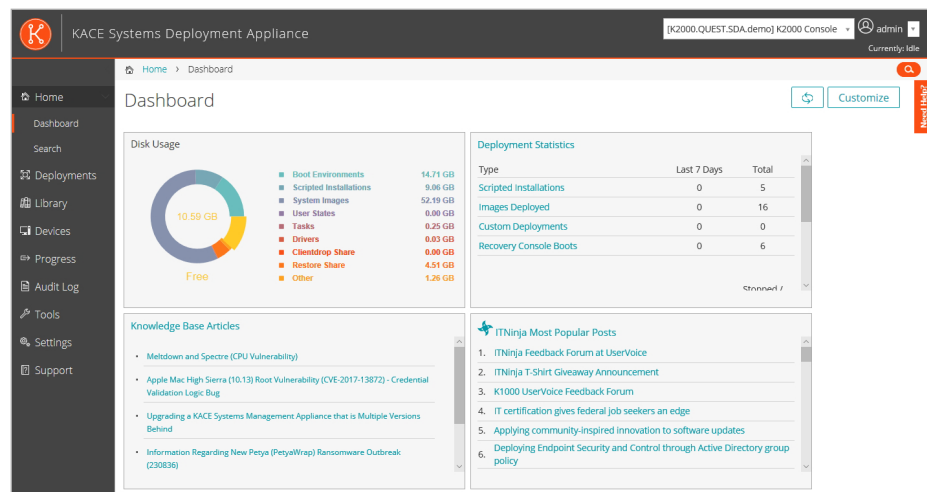 KACE Systems Deployment Appliance
[K2000.QUEST.SDA.demo] K2000 Console
admin
Currently: Idle
Home > Dashboard
Need Help?
Home
Dashboard
Search
Deployments
Library
Devices
Progress
Audit Log
Tools
Settings
Support
Dashboard
Customize
Disk Usage
10.59 GB
Free
Boot Environments 14.71 GB
Scripted Installations 9.06 GB
System Images 52.19 GB
User States 0.00 GB
Tasks 0.25 GB
Drivers 0.03 GB
Clientdrop Share 0.00 GB
Restore Share 4.51 GB
Other 1.26 GB
Deployment Statistics
Type Last 7 Days Total
Scripted Installations 0 5
Images Deployed 0 16
Custom Deployments 0 0
Recovery Console Boots 0 6
Stopped /
Knowledge Base Articles
• Meltdown and Spectre (CPU Vulnerability)
• Apple Mac High Sierra (10.13) Root Vulnerability (CVE-2017-13872) - Credential
Validation Logic Bug
• Upgrading a KACE Systems Management Appliance that is Multiple Versions
Behind
• Information Regarding New Petya (PetyaWrap) Ransomware Outbreak
(230836)
ITNinja Most Popular Posts
1. ITNinja Feedback Forum at UserVoice
2. ITNinja T-Shirt Giveaway Announcement
3. K1000 UserVoice Feedback Forum
4. IT certification gives federal job seekers an edge
5. Applying community-inspired innovation to software updates
6. Deploying Endpoint Security and Control through Active Directory group
policy